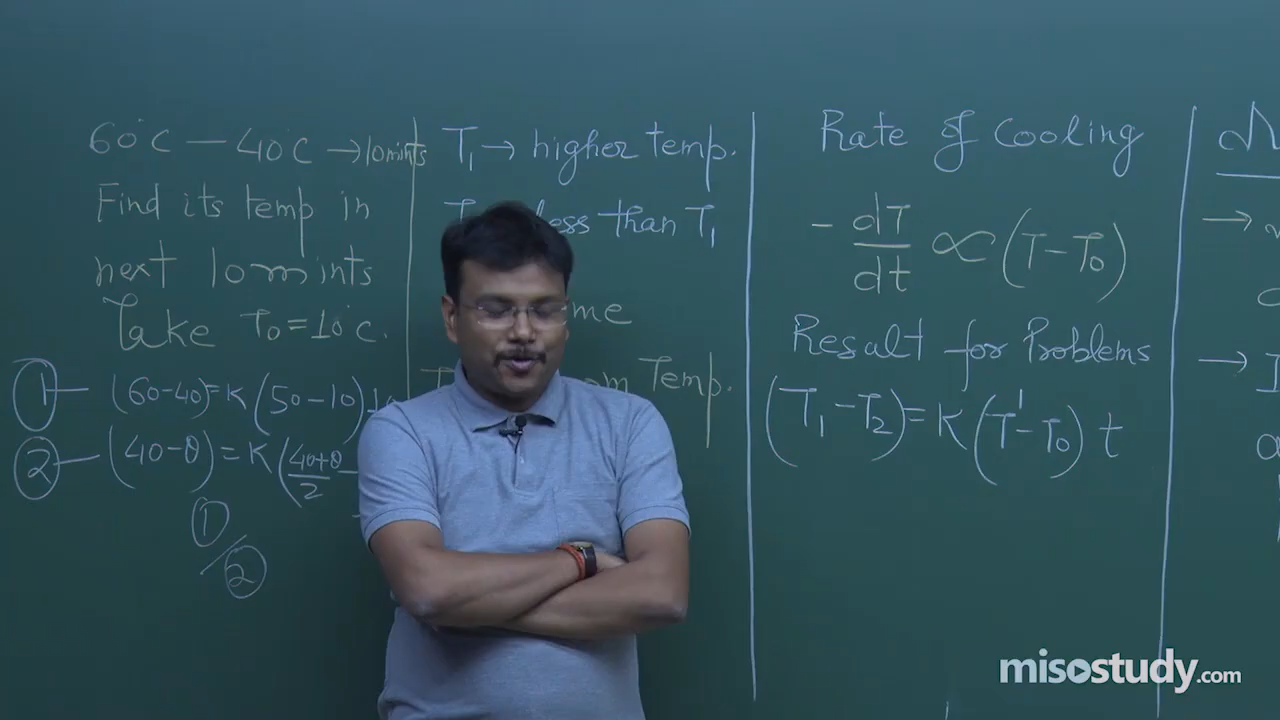 60°C — 40°C → 10 mints
Find its temp in
next 10 mints
Take T₀ = 10°C.
① — (60-40) = K(50-10)
② — (40-θ) = K(40+θ/2
①/②
T₁ → higher temp.
less than T₁
Temp.
Rate of Cooling
- dT/dt ∝ (T-T₀)
Resalt for Problems
(T₁-T₂) = K(T'-T₀) t
misostudy.com